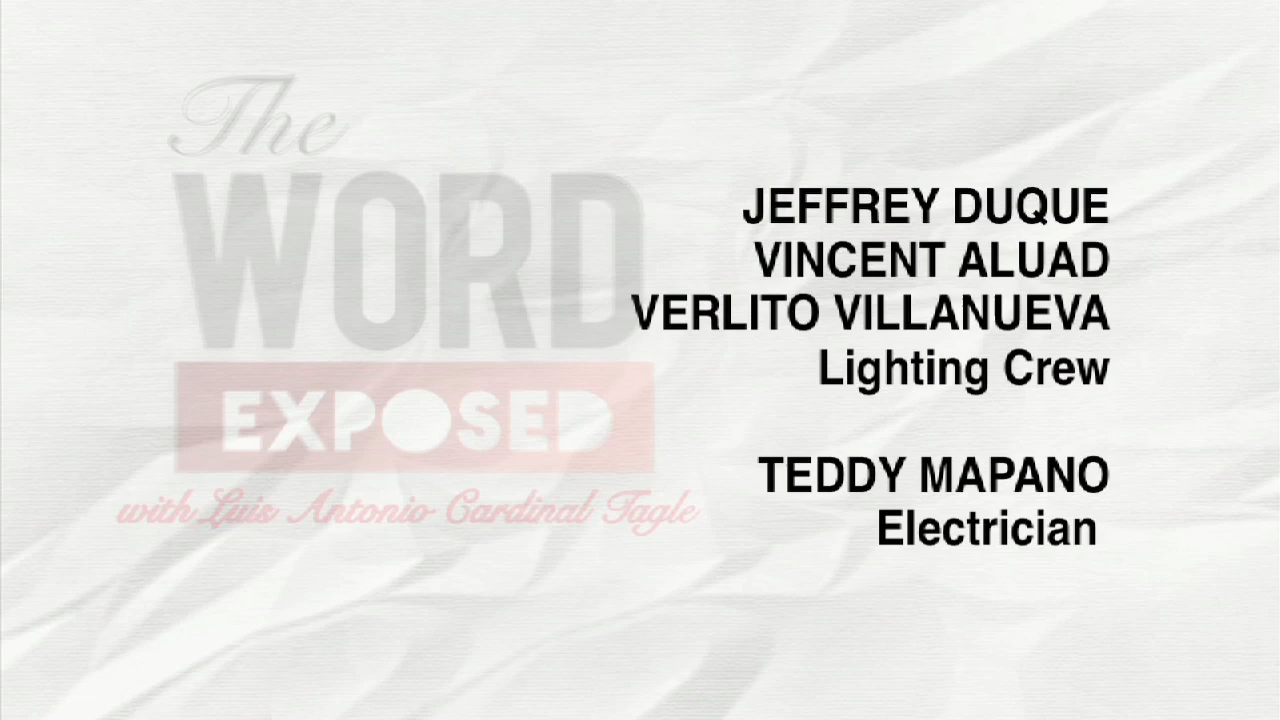 The
WORD
EXPOSED
with Luis Antonio Cardinal Tagle
JEFFREY DUQUE
VINCENT ALUAD
VERLITO VILLANUEVA
Lighting Crew
TEDDY MAPANO
Electrician